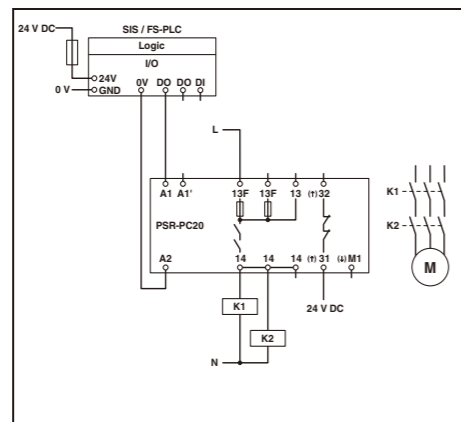 24 V DC
SIS / FS-PLC
Logic
I/O
24V
0V DO DO DI
0 V
GND
L
A1 A1' 13F 13F 13 (†) 32
K1
PSR-PC20
K2
A2 14 14 14 (†) 31 (⫰) M1
M
K1
24 V DC
K2
N